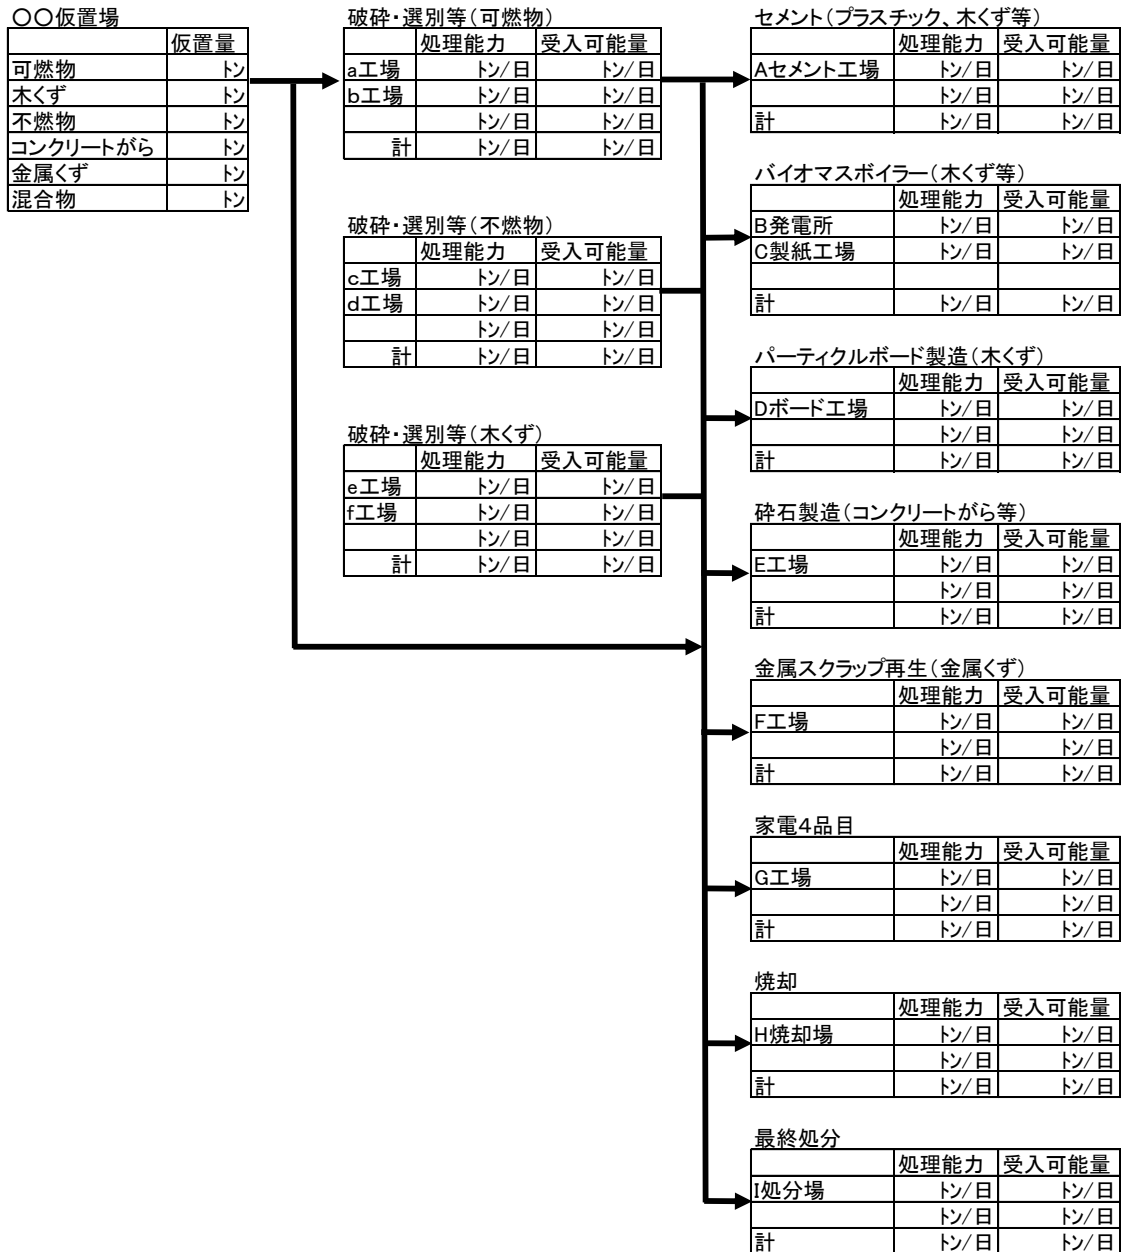 〇〇仮置場
仮置量
可燃物 トン
木くず トン
不燃物 トン
コンクリートがら トン
金属くず トン
混合物 トン
破砕・選別等（可燃物）
処理能力 受入可能量
a工場 トン/日 トン/日
b工場 トン/日 トン/日
トン/日 トン/日
計 トン/日 トン/日
破砕・選別等（不燃物）
処理能力 受入可能量
c工場 トン/日 トン/日
d工場 トン/日 トン/日
トン/日 トン/日
計 トン/日 トン/日
破砕・選別等（木くず）
処理能力 受入可能量
e工場 トン/日 トン/日
f工場 トン/日 トン/日
トン/日 トン/日
計 トン/日 トン/日
セメント（プラスチック、木くず等）
処理能力 受入可能量
Aセメント工場 トン/日 トン/日
トン/日 トン/日
計 トン/日 トン/日
バイオマスボイラー（木くず等）
処理能力 受入可能量
B発電所 トン/日 トン/日
C製紙工場 トン/日 トン/日
計 トン/日 トン/日
パーティクルボード製造（木くず）
処理能力 受入可能量
Dボード工場 トン/日 トン/日
トン/日 トン/日
計 トン/日 トン/日
砕石製造（コンクリートがら等）
処理能力 受入可能量
E工場 トン/日 トン/日
トン/日 トン/日
計 トン/日 トン/日
金属スクラップ再生（金属くず）
処理能力 受入可能量
F工場 トン/日 トン/日
トン/日 トン/日
計 トン/日 トン/日
家電4品目
処理能力 受入可能量
G工場 トン/日 トン/日
トン/日 トン/日
計 トン/日 トン/日
焼却
処理能力 受入可能量
H焼却場 トン/日 トン/日
トン/日 トン/日
計 トン/日 トン/日
最終処分
処理能力 受入可能量
I処分場 トン/日 トン/日
トン/日 トン/日
計 トン/日 トン/日